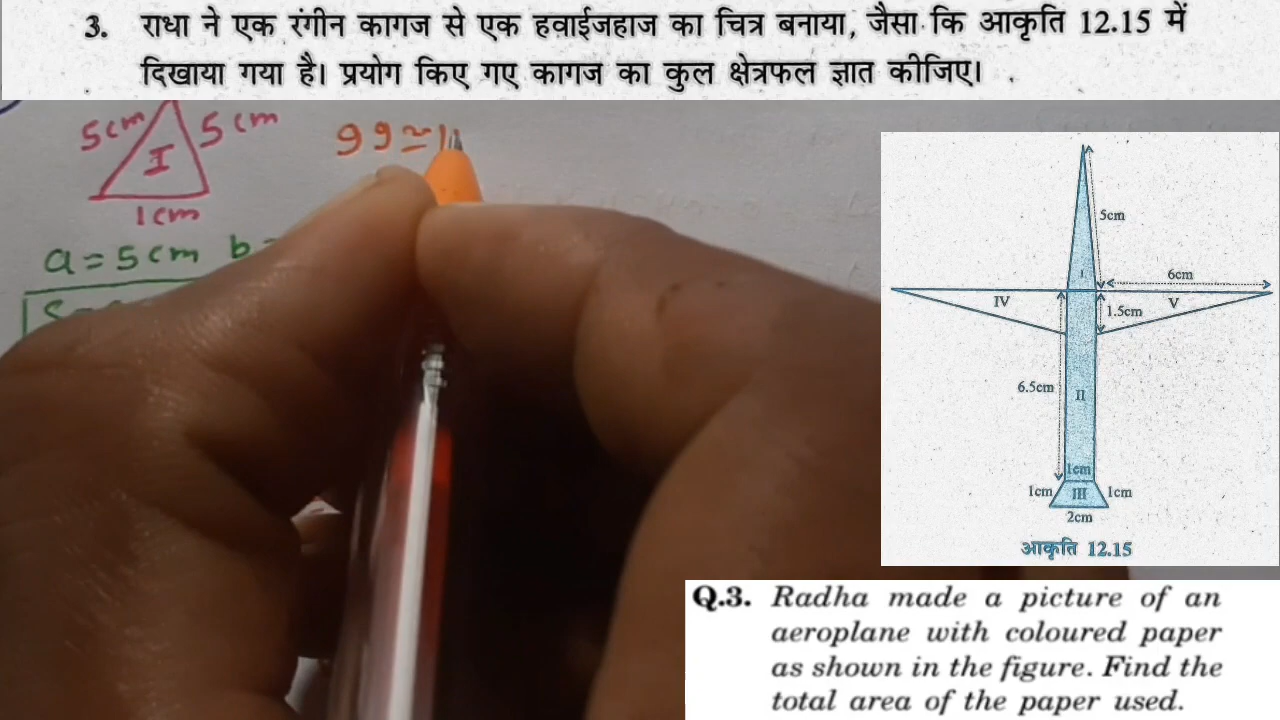 3. राधा ने एक रंगीन कागज से एक हवाईजहाज का चित्र बनाया, जैसा कि आकृति 12.15 में
दिखाया गया है। प्रयोग किए गए कागज का कुल क्षेत्रफल ज्ञात कीजिए।
5cm 5cm
I
1cm
99≃1
a=5cm b
5cm
I
6cm
IV V
1.5cm
6.5cm
II
1cm
1cm III 1cm
2cm
आकृति 12.15
Q.3. Radha made a picture of an
aeroplane with coloured paper
as shown in the figure. Find the
total area of the paper used.